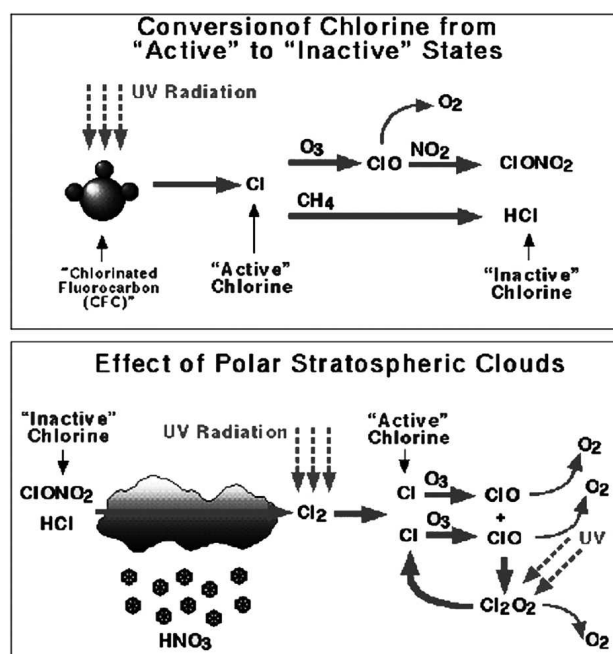 Conversionof Chlorine from
“Active” to “Inactive” States
UV Radiation
O2
O3
ClO
NO2
ClONO2
Cl
CH4
HCl
“Chlorinated
Fluorocarbon
(CFC)”
“Active”
Chlorine
“Inactive”
Chlorine
Effect of Polar Stratospheric Clouds
“Inactive”
Chlorine
UV Radiation
“Active”
Chlorine
ClONO2
HCl
Cl2
Cl
O3
ClO
O2
+
Cl
O3
ClO
O2
UV
Cl2O2
O2
HNO3